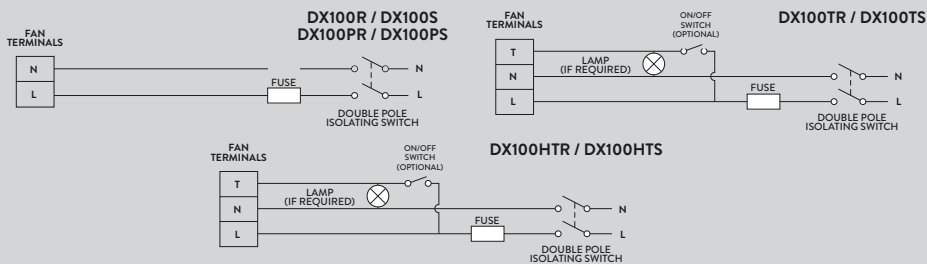 DX100R / DX100S
DX100PR / DX100PS
FAN
TERMINALS
N
L
FUSE
N
L
DOUBLE POLE
ISOLATING SWITCH
DX100TR / DX100TS
FAN
TERMINALS
ON/OFF
SWITCH
(OPTIONAL)
T
N
L
LAMP
(IF REQUIRED)
FUSE
N
L
DOUBLE POLE
ISOLATING SWITCH
DX100HTR / DX100HTS
FAN
TERMINALS
ON/OFF
SWITCH
(OPTIONAL)
T
N
L
LAMP
(IF REQUIRED)
FUSE
N
L
DOUBLE POLE
ISOLATING SWITCH